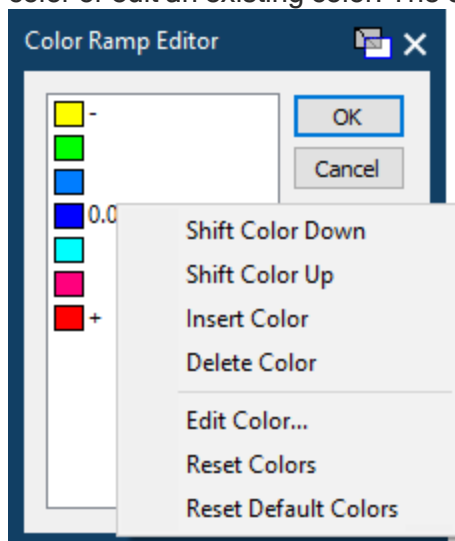 color or edit an existing color. The
Color Ramp Editor
-
OK
Cancel
0.0
+
Shift Color Down
Shift Color Up
Insert Color
Delete Color
Edit Color...
Reset Colors
Reset Default Colors